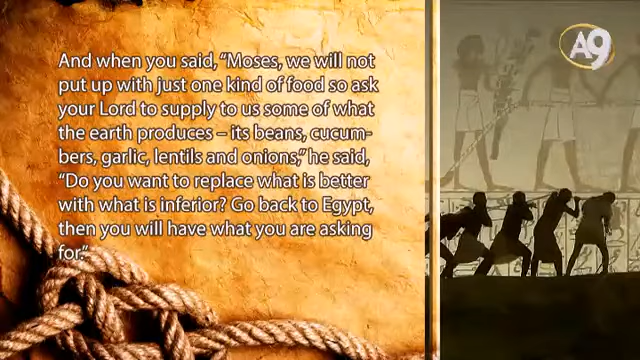 And when you said, “Moses, we will not
put up with just one kind of food so ask
your Lord to supply to us some of what
the earth produces – its beans, cucum-
bers, garlic, lentils and onions,” he said,
“Do you want to replace what is better
with what is inferior? Go back to Egypt,
then you will have what you are asking
for.”
A9